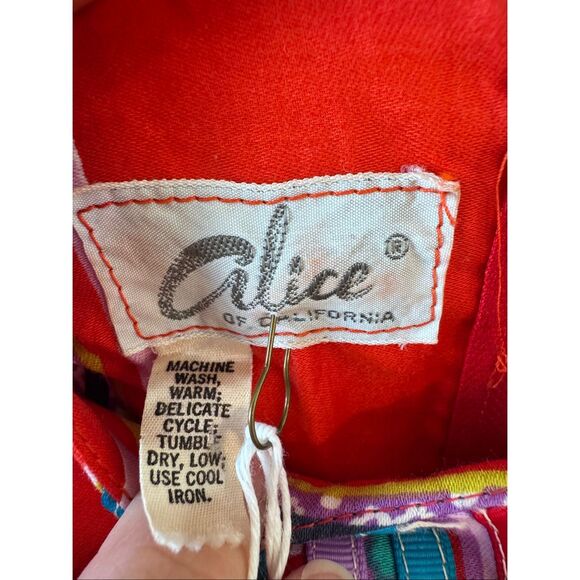 Alice ®
OF CALIFORNIA
MACHINE
WASH,
WARM;
DELICATE
CYCLE;
TUMBLE
DRY, LOW;
USE COOL
IRON.